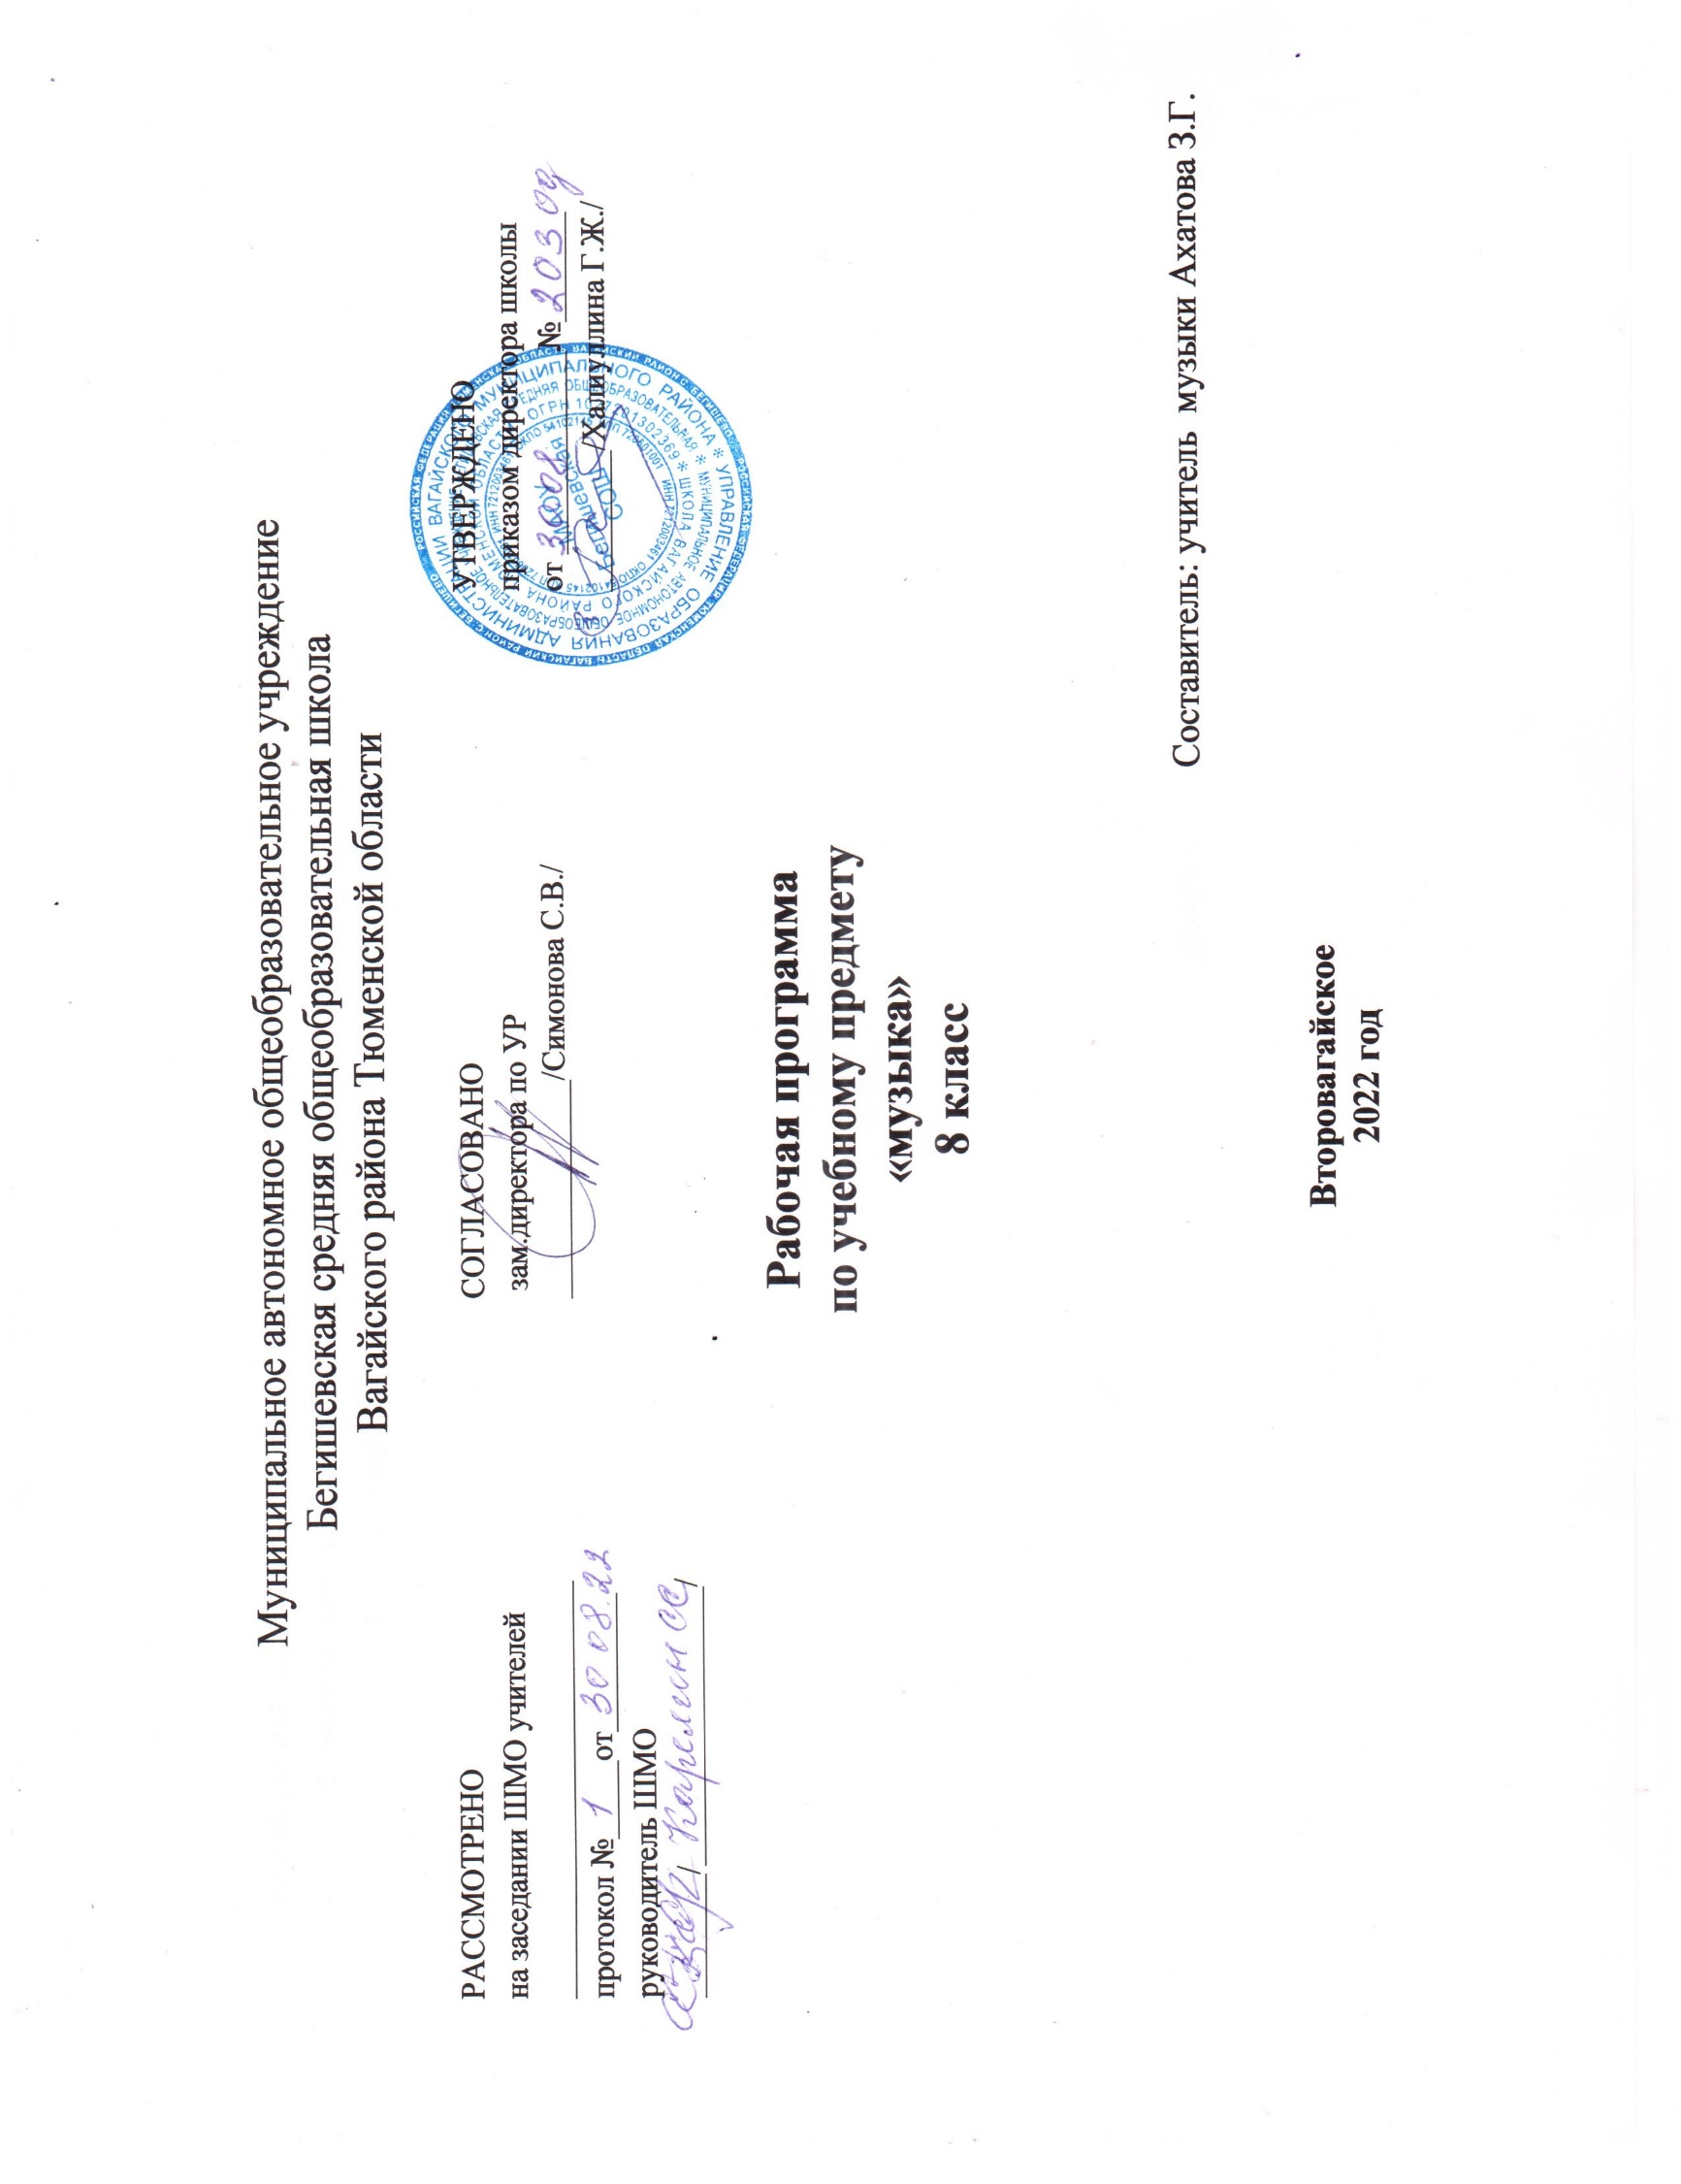 Муниципальное автономное общеобразовательное учреждение
Бегишевская средняя общеобразовательная школа
Вагайского района Тюменской области
РАССМОТРЕНО
на заседании ШМО учителей
протокол № 1 от 30 08.22
руководитель ШМО
СОГЛАСОВАНО
зам.директора по УР
/Симонова С.В./
УТВЕРЖДЕНО
приказом директора школы
от 30 08 № 203 од
/Халиуллина Г.Ж./
Рабочая программа
по учебному предмету
«музыка»
8 класс
Составитель: учитель музыки Ахатова З.Г.
Второвагайское
2022 год